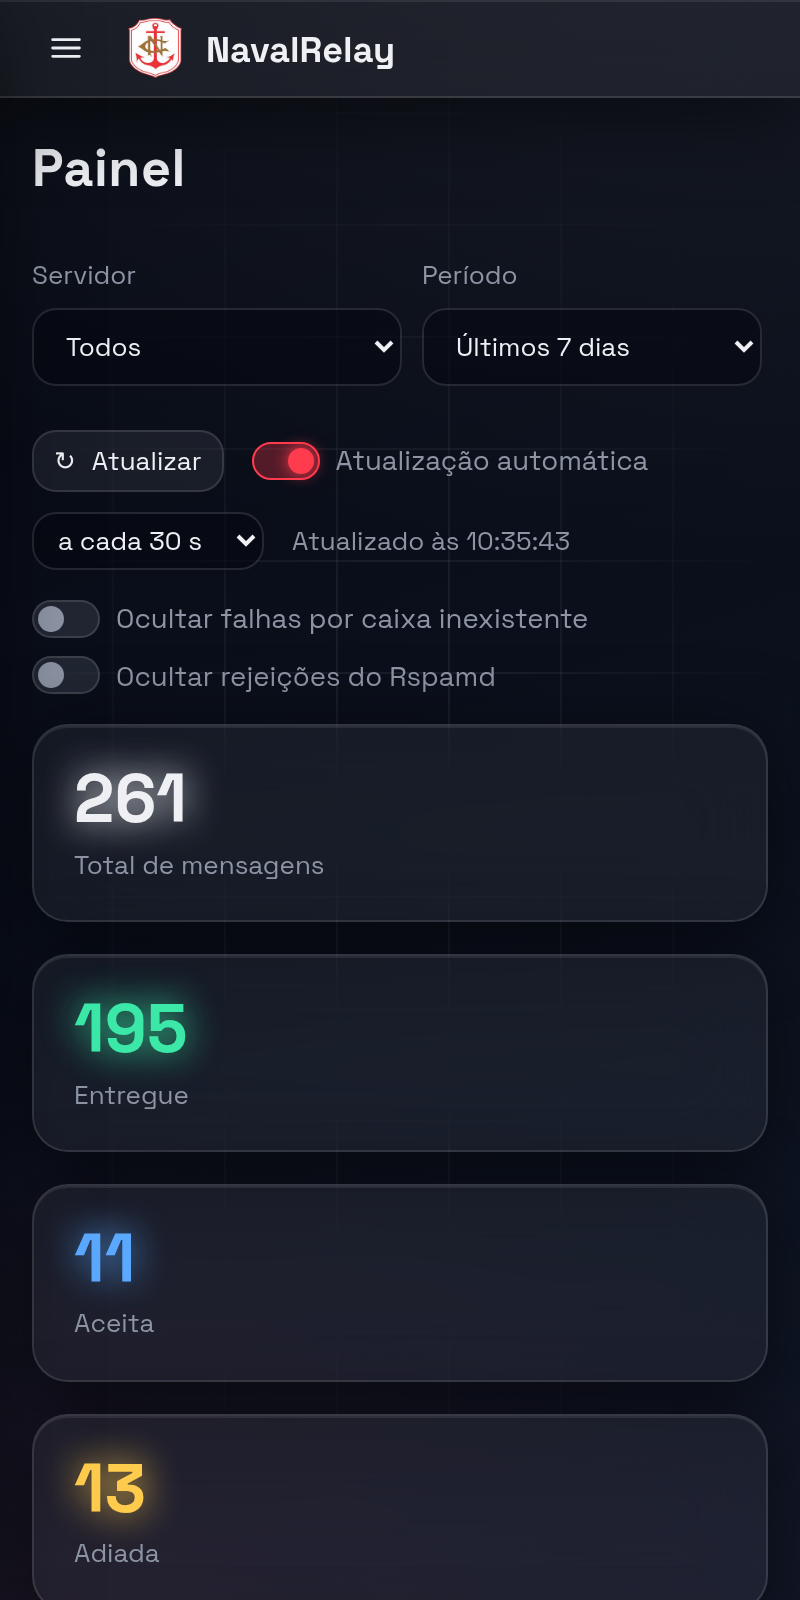 NavalRelay
Painel
Servidor
Período
Todos
Últimos 7 dias
↻ Atualizar
Atualização automática
a cada 30 s
Atualizado às 10:35:43
Ocultar falhas por caixa inexistente
Ocultar rejeições do Rspamd
261
Total de mensagens
195
Entregue
11
Aceita
13
Adiada